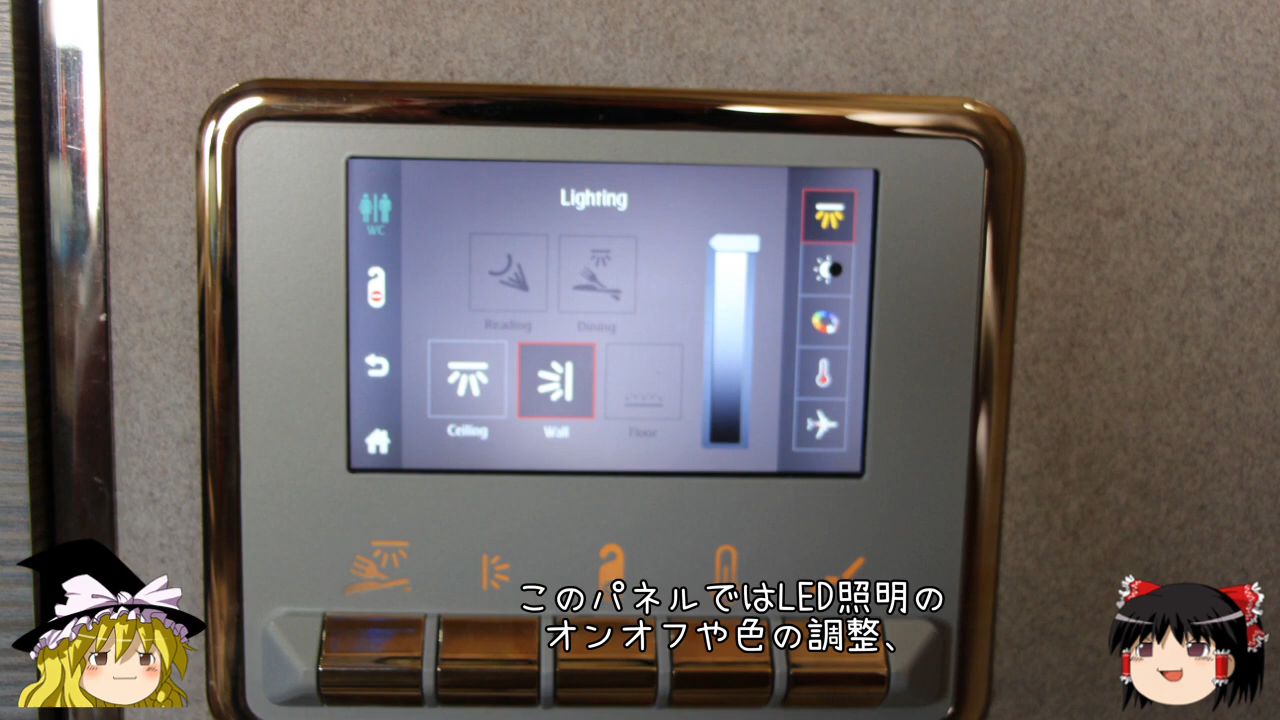 Lighting
WC
Reading
Dining
Ceiling
Wall
Floor
このパネルではLED照明の
オンオフや色の調整、